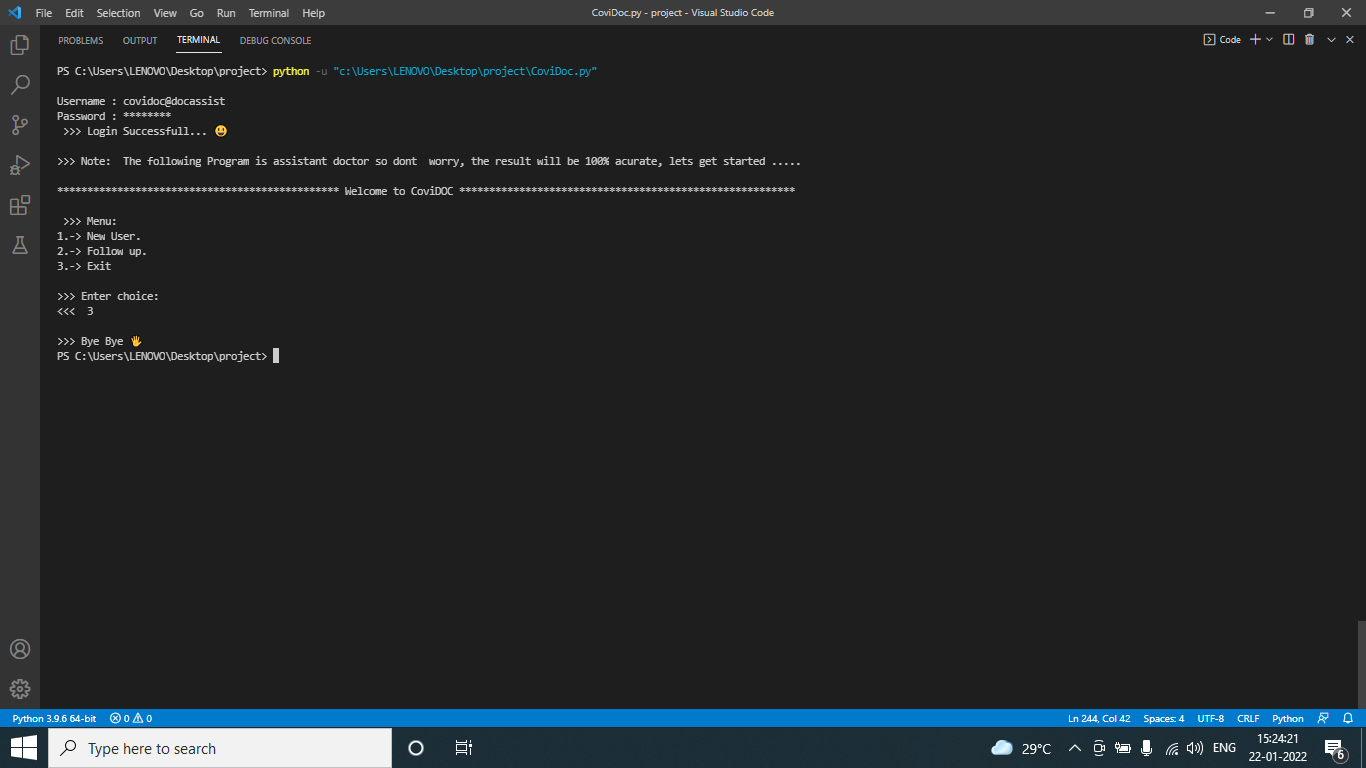 File Edit Selection View Go Run Terminal Help
CoviDoc.py - project - Visual Studio Code
PROBLEMS OUTPUT TERMINAL DEBUG CONSOLE
Code
PS C:\Users\LENOVO\Desktop\project> python -u "c:\Users\LENOVO\Desktop\project\CoviDoc.py"
Username : covidoc@docassist
Password : ********
>>> Login Successfull... 😃
>>> Note:  The following Program is assistant doctor so dont  worry, the result will be 100% acurate, lets get started .....
*********************************************** Welcome to CoviDOC ********************************************************
>>> Menu:
1.-> New User.
2.-> Follow up.
3.-> Exit
>>> Enter choice:
<<<  3
>>> Bye Bye 🖐
PS C:\Users\LENOVO\Desktop\project>
Python 3.9.6 64-bit 0 0
Ln 244, Col 42 Spaces: 4 UTF-8 CRLF Python
Type here to search
29°C
ENG
15:24:21
22-01-2022
6